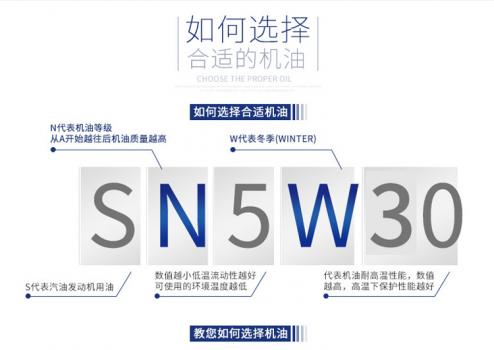 如何选择
合适的机油
CHOOSE THE PROPER OIL
如何选择合适机油
N代表机油等级
从A开始越往后机油质量越高
W代表冬季(WINTER)
SN5W30
S代表汽油发动机用油
数值越小低温流动性越好
可使用的环境温度越低
代表机油耐高温性能，数值
越高，高温下保护性能越好
教您如何选择机油